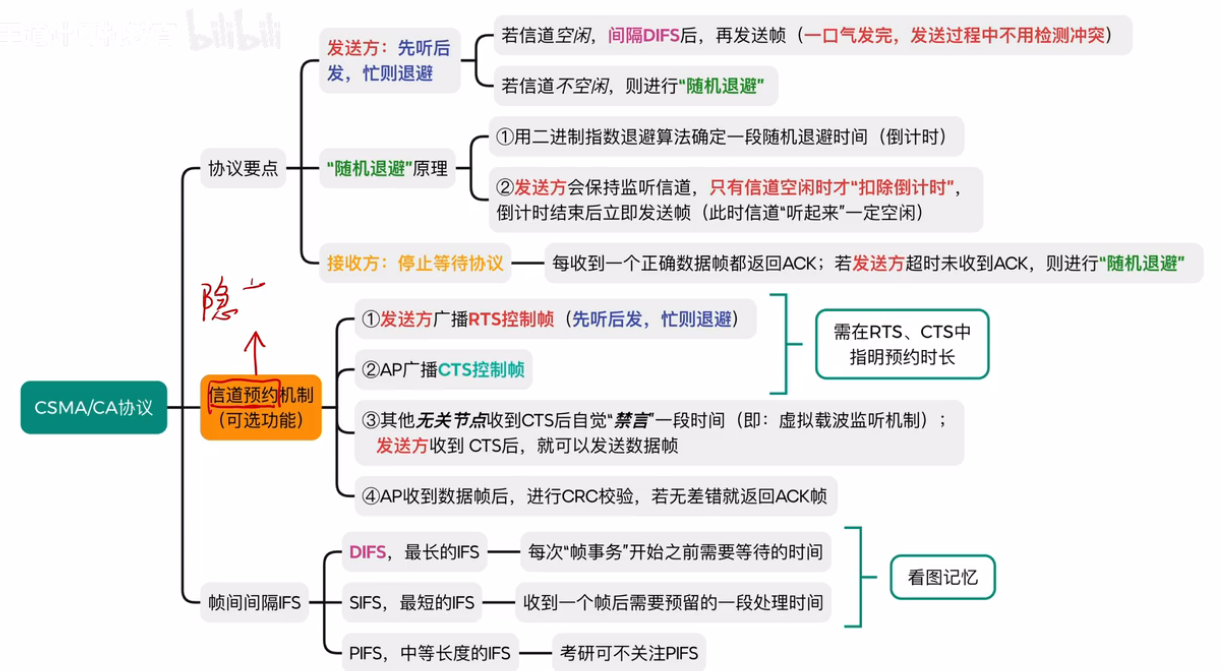 bilibili
发送方：先听后
发，忙则退避
若信道空闲，间隔DIFS后，再发送帧（一口气发完，发送过程中不用检测冲突）
若信道不空闲，则进行“随机退避”
协议要点
“随机退避”原理
①用二进制指数退避算法确定一段随机退避时间（倒计时）
②发送方会保持监听信道，只有信道空闲时才“扣除倒计时”，
倒计时结束后立即发送帧（此时信道“听起来”一定空闲）
接收方：停止等待协议
每收到一个正确数据帧都返回ACK；若发送方超时未收到ACK，则进行“随机退避”
隐
CSMA/CA协议
信道预约机制
（可选功能）
①发送方广播RTS控制帧（先听后发，忙则退避）
②AP广播CTS控制帧
需在RTS、CTS中
指明预约时长
③其他无关节点收到CTS后自觉“禁言”一段时间（即：虚拟载波监听机制）；
发送方收到 CTS后，就可以发送数据帧
④AP收到数据帧后，进行CRC校验，若无差错就返回ACK帧
帧间间隔IFS
DIFS，最长的IFS
每次“帧事务”开始之前需要等待的时间
SIFS，最短的IFS
收到一个帧后需要预留的一段处理时间
看图记忆
PIFS，中等长度的IFS
考研可不关注PIFS